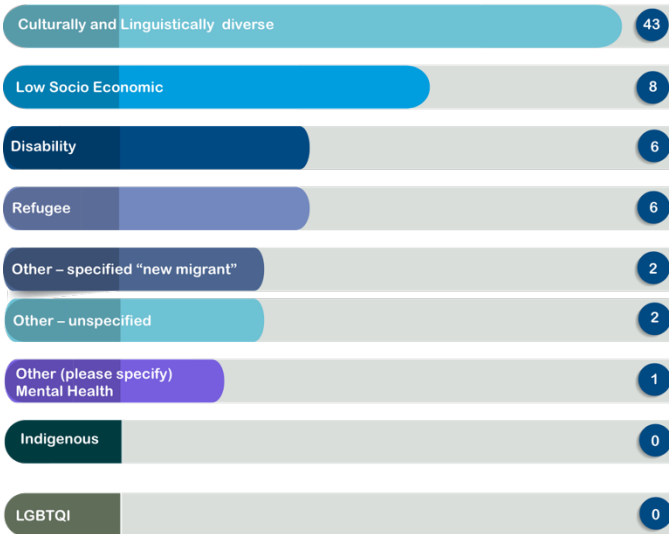 Culturally and Linguistically diverse 43
Low Socio Economic 8
Disability 6
Refugee 6
Other – specified “new migrant” 2
Other – unspecified 2
Other (please specify)
Mental Health 1
Indigenous 0
LGBTQI 0